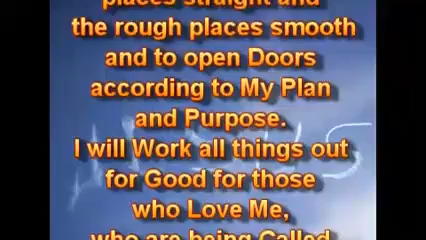 places straight and
the rough places smooth
and to open Doors
according to My Plan
and Purpose.
I will Work all things out
for Good for those
who Love Me,
who are being Called